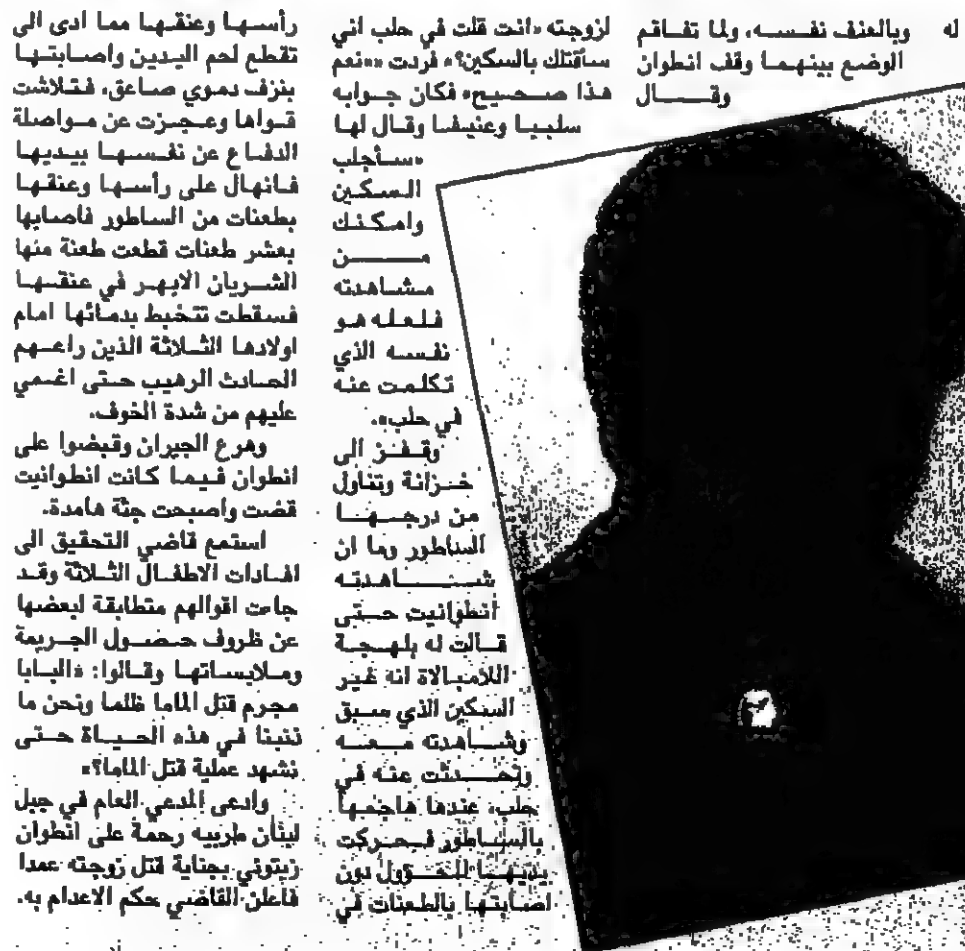 له وبالعنف نفسه، ولما تفاقم
الوضع بينهما وقف انطوان
وقال
لزوجته «انت قلت في حلب اني
سأقتلك بالسكين؟» فردت «نعم
هذا صحيح» فكان جوابه
سلبيا وعنيفا وقال لها
«سأجلب
السكين
وامكنك
من
مشاهدته
فلعله هو
نفسه الذي
تكلمت عنه
في حلب».
وقفز الى
خزانة وتناول
من درجها
الساطور وما ان
شاهدته
انطوانيت حتى
قالت له بلهجة
اللامبالاة انه غير
السكين الذي سبق
وشاهدته معه
وتحدثت عنه في
حلب، عندها هاجمها
بالساطور فحركت
يديها للحؤول دون
اصابتها بالطعنات في
رأسها وعنقها مما ادى الى
تقطع لحم اليدين واصابتها
بنزف دموي صاعق، فتلاشت
قواها وعجزت عن مواصلة
الدفاع عن نفسها بيديها
فانهال على رأسها وعنقها
بطعنات من الساطور فاصابها
بعشر طعنات قطعت طعنة منها
الشريان الابهر في عنقها
فسقطت تتخبط بدمائها امام
اولادها الثلاثة الذين راعهم
الحادث الرهيب حتى اغمي
عليهم من شدة الخوف.
وهرع الجيران وقبضوا على
انطوان فيما كانت انطوانيت
قضت واصبحت جثة هامدة.
استمع قاضي التحقيق الى
افادات الاطفال الثلاثة وقد
جاءت اقوالهم متطابقة لبعضها
عن ظروف حصول الجريمة
وملابساتها وقالوا: «البابا
مجرم قتل الماما ظلما ونحن ما
ذنبنا في هذه الحياة حتى
نشهد عملية قتل الماما؟»
وادعى المدعي العام في جبل
لبنان طربيه رحمة على انطوان
زيتوني بجناية قتل زوجته عمدا
فاعلن القاضي حكم الاعدام به.